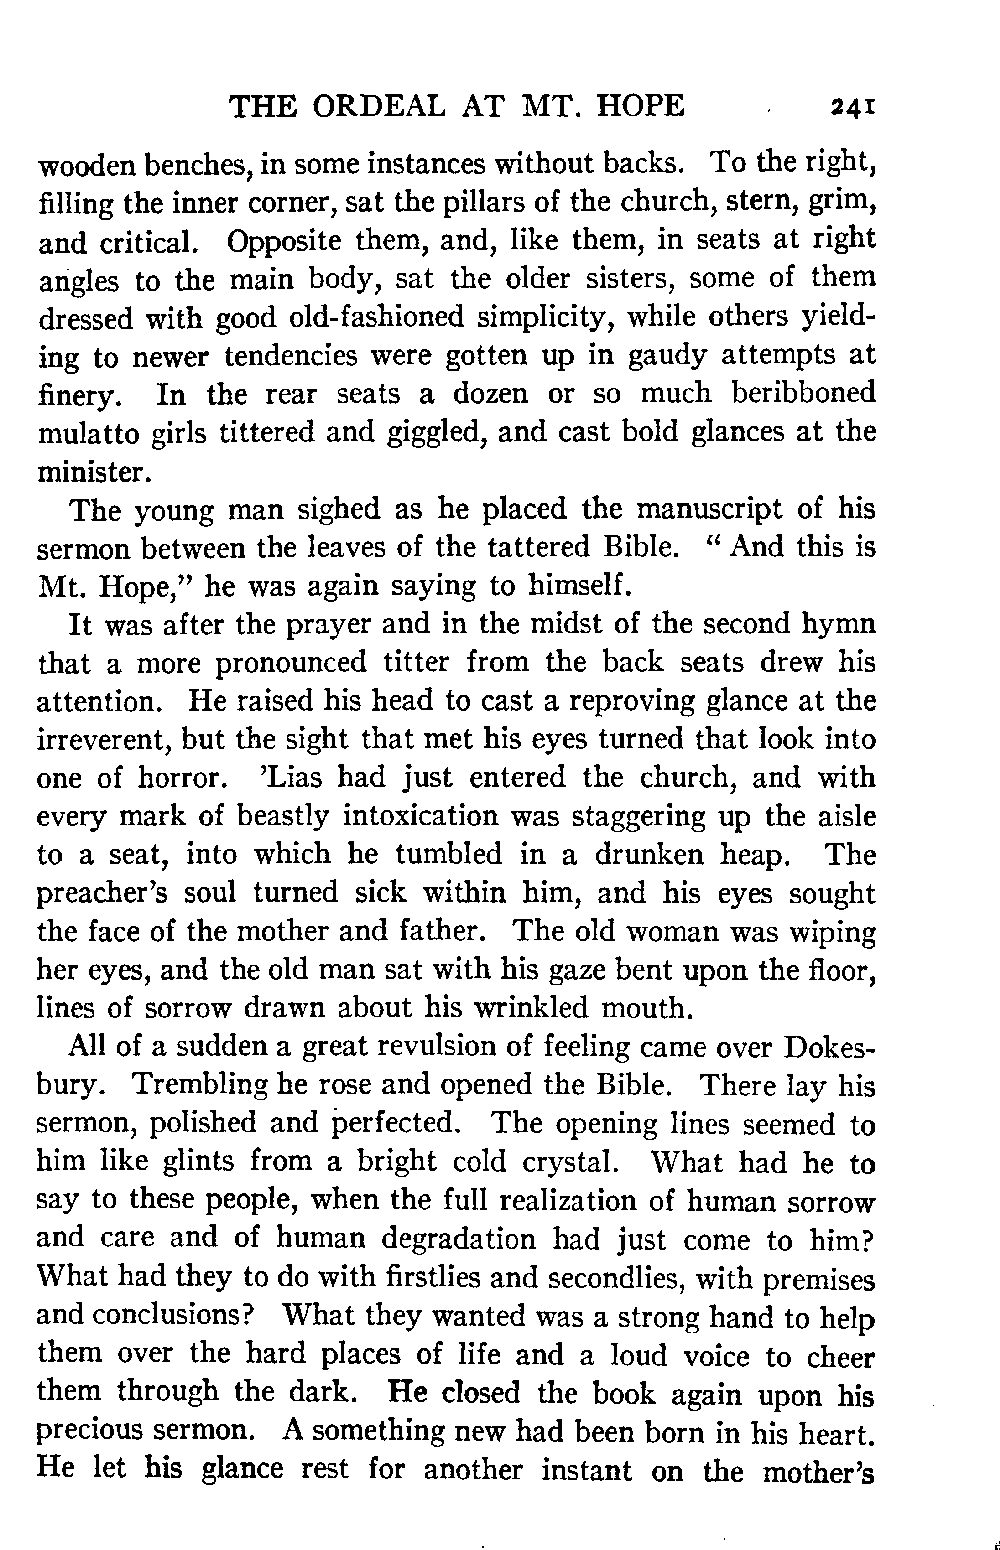 THE ORDEAL AT MT. HOPE 241
wooden benches, in some instances without backs. To the right,
filling the inner corner, sat the pillars of the church, stern, grim,
and critical. Opposite them, and, like them, in seats at right
angles to the main body, sat the older sisters, some of them
dressed with good old-fashioned simplicity, while others yield-
ing to newer tendencies were gotten up in gaudy attempts at
finery. In the rear seats a dozen or so much beribboned
mulatto girls tittered and giggled, and cast bold glances at the
minister.
The young man sighed as he placed the manuscript of his
sermon between the leaves of the tattered Bible. " And this is
Mt. Hope," he was again saying to himself.
It was after the prayer and in the midst of the second hymn
that a more pronounced titter from the back seats drew his
attention. He raised his head to cast a reproving glance at the
irreverent, but the sight that met his eyes turned that look into
one of horror. 'Lias had just entered the church, and with
every mark of beastly intoxication was staggering up the aisle
to a seat, into which he tumbled in a drunken heap. The
preacher's soul turned sick within him, and his eyes sought
the face of the mother and father. The old woman was wiping
her eyes, and the old man sat with his gaze bent upon the floor,
lines of sorrow drawn about his wrinkled mouth.
All of a sudden a great revulsion of feeling came over Dokes-
bury. Trembling he rose and opened the Bible. There lay his
sermon, polished and perfected. The opening lines seemed to
him like glints from a bright cold crystal. What had he to
say to these people, when the full realization of human sorrow
and care and of human degradation had just come to him?
What had they to do with firstlies and secondlies, with premises
and conclusions? What they wanted was a strong hand to help
them over the hard places of life and a loud voice to cheer
them through the dark. He closed the book again upon his
precious sermon. A something new had been born in his heart.
He let his glance rest for another instant on the mother's